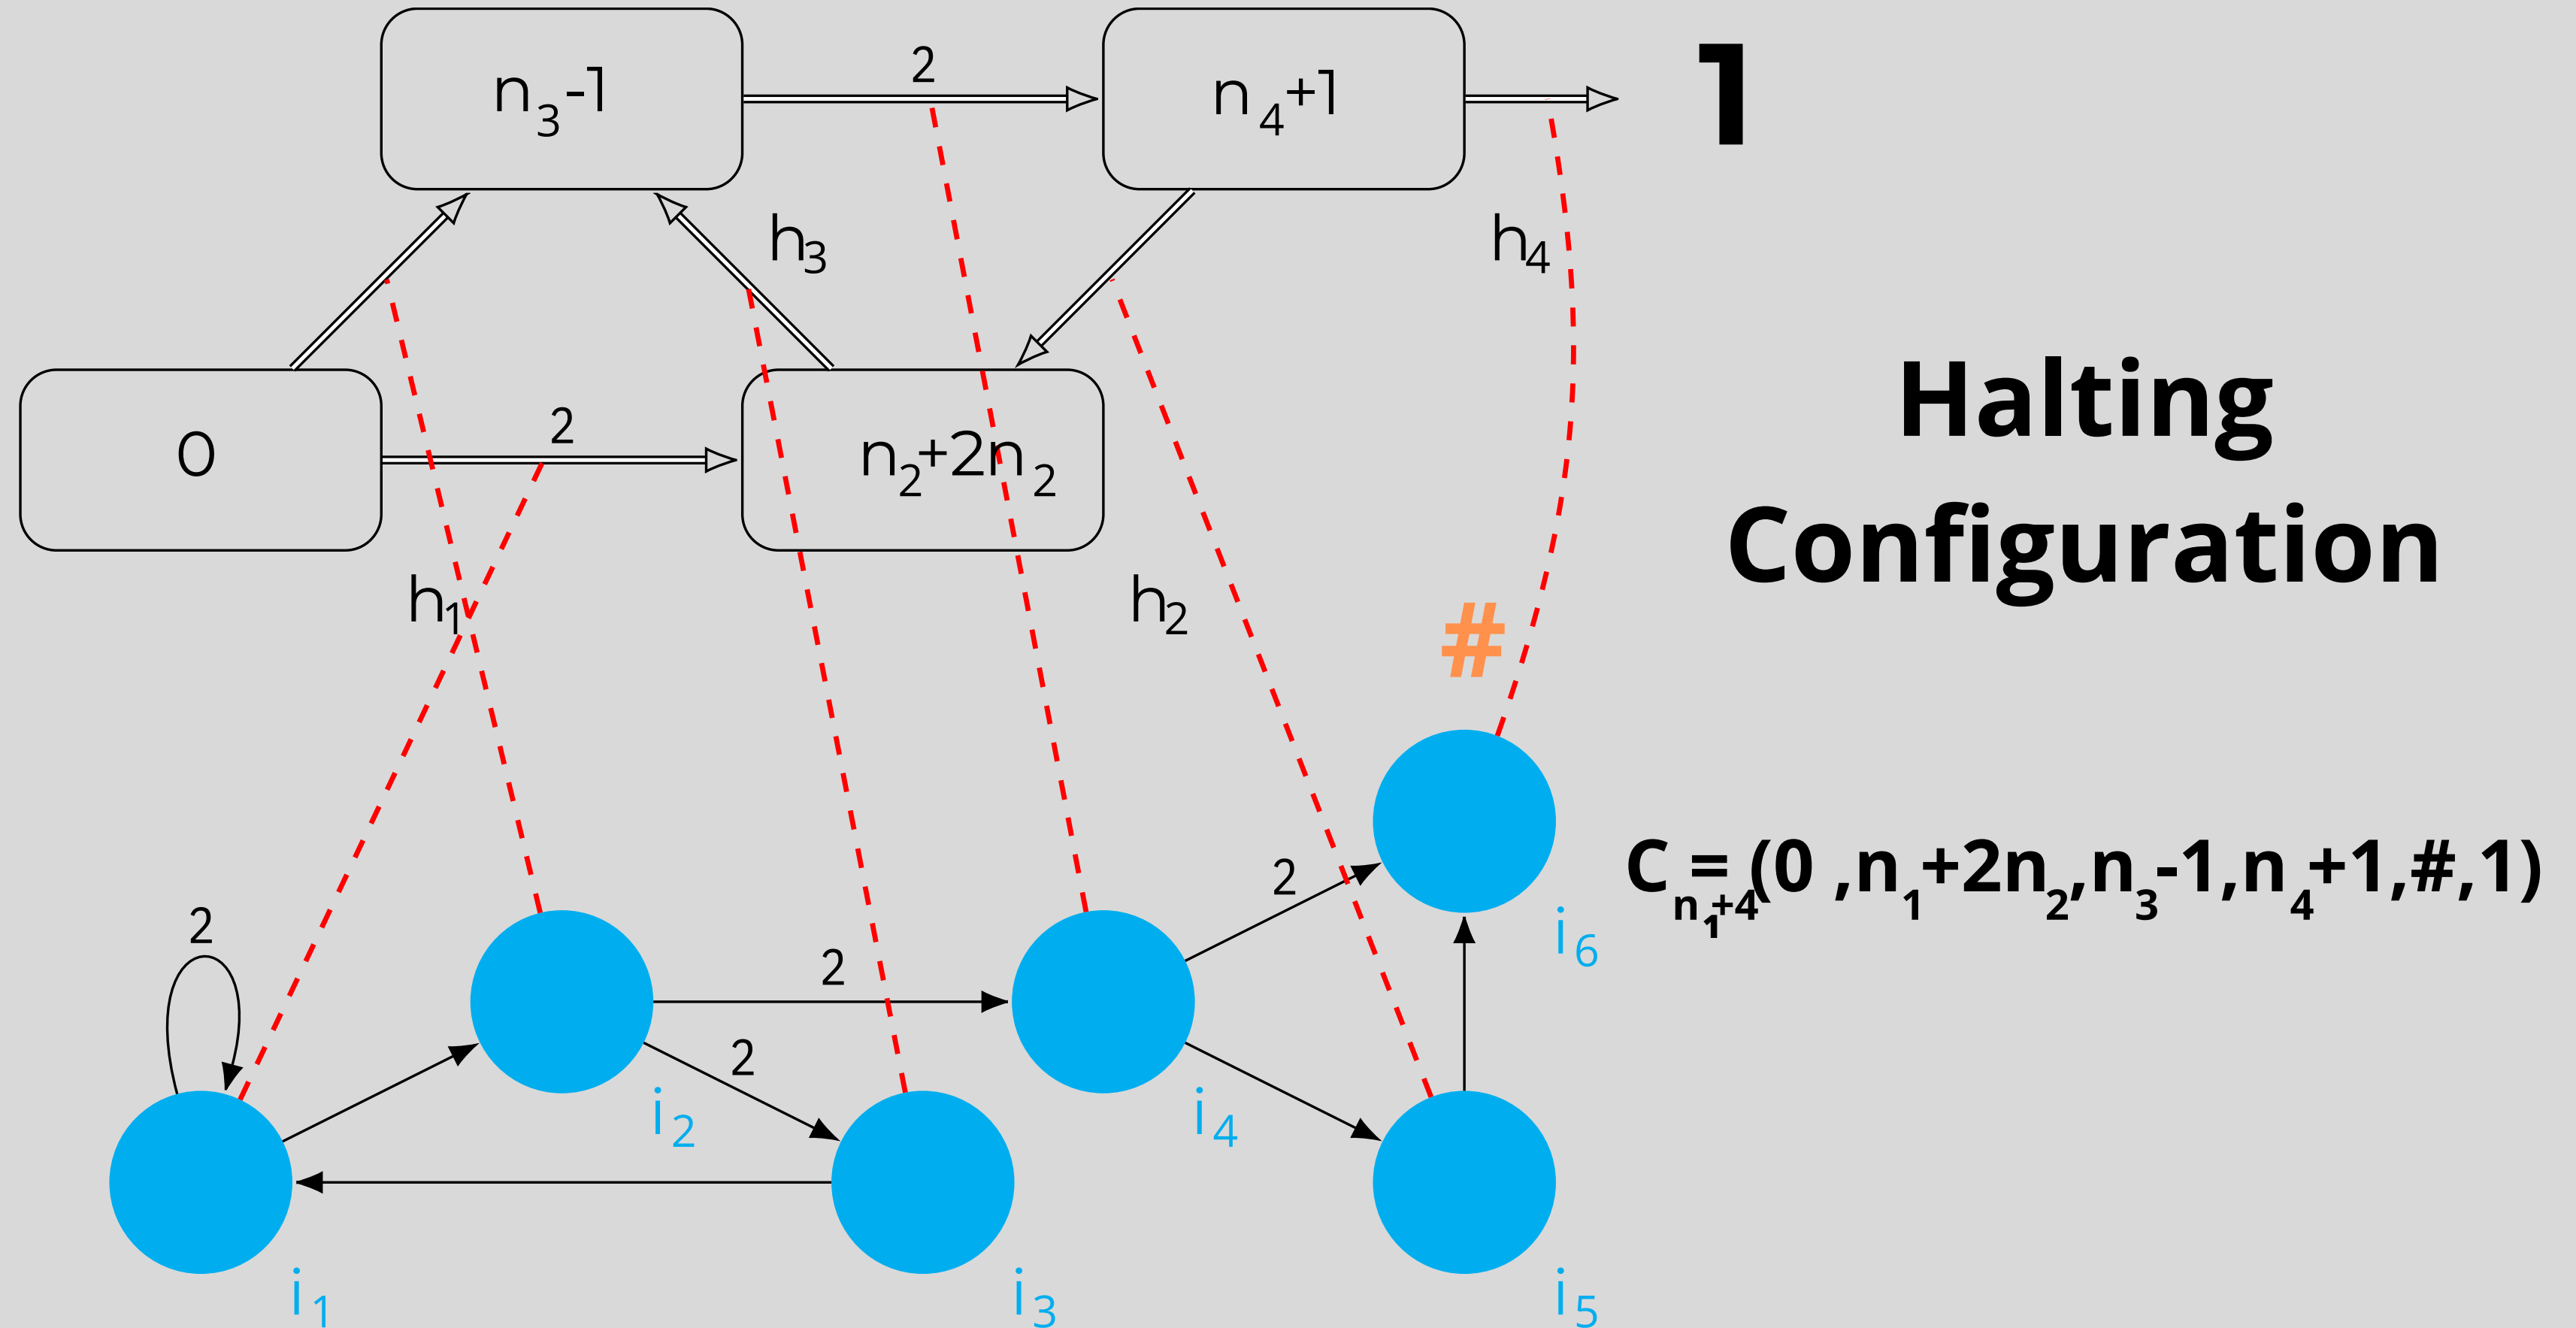 2
n₃-1
n₄+1
1
h₃
h₄
0
2
n₂+2n₂
h₁
h₂
#
Halting
Configuration
C = (0 ,n₁+2n₂,n₃-1,n₄+1,#,1)
n₁+4
2
2
2
2
i₁
i₂
i₃
i₄
i₅
i₆